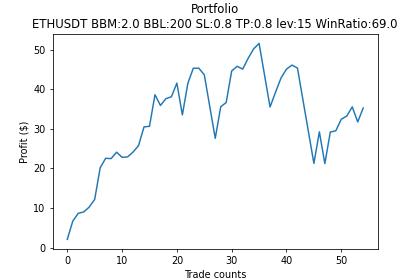 Portfolio
ETHUSDT BBM:2.0 BBL:200 SL:0.8 TP:0.8 lev:15 WinRatio:69.0
50
40
30
20
10
0
Profit ($)
0 10 20 30 40 50
Trade counts